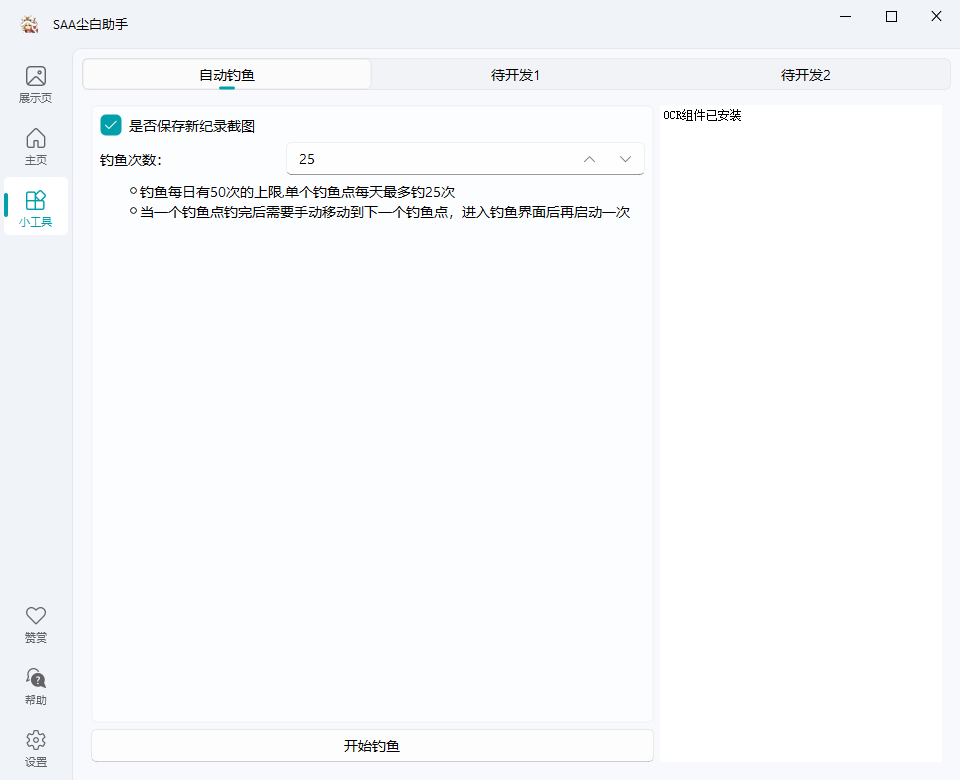 SAA尘白助手
展示页
主页
小工具
赞赏
帮助
设置
自动钓鱼
待开发1
待开发2
是否保存新纪录截图
钓鱼次数：
25
钓鱼每日有50次的上限,单个钓鱼点每天最多钓25次
当一个钓鱼点钓完后需要手动移动到下一个钓鱼点，进入钓鱼界面后再启动一次
开始钓鱼
OCR组件已安装